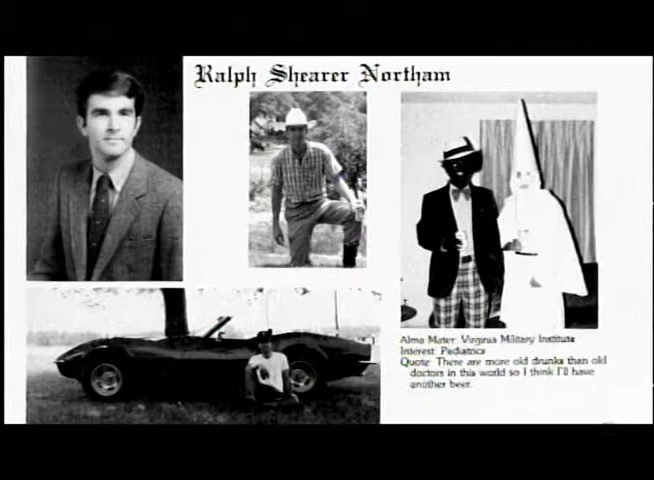 Ralph Shearer Northam
Alma Mater: Virginia Military Institute
Interest: Pediatrics
Quote: There are more old drunks than old
doctors in this world so I think I'll have
another beer.